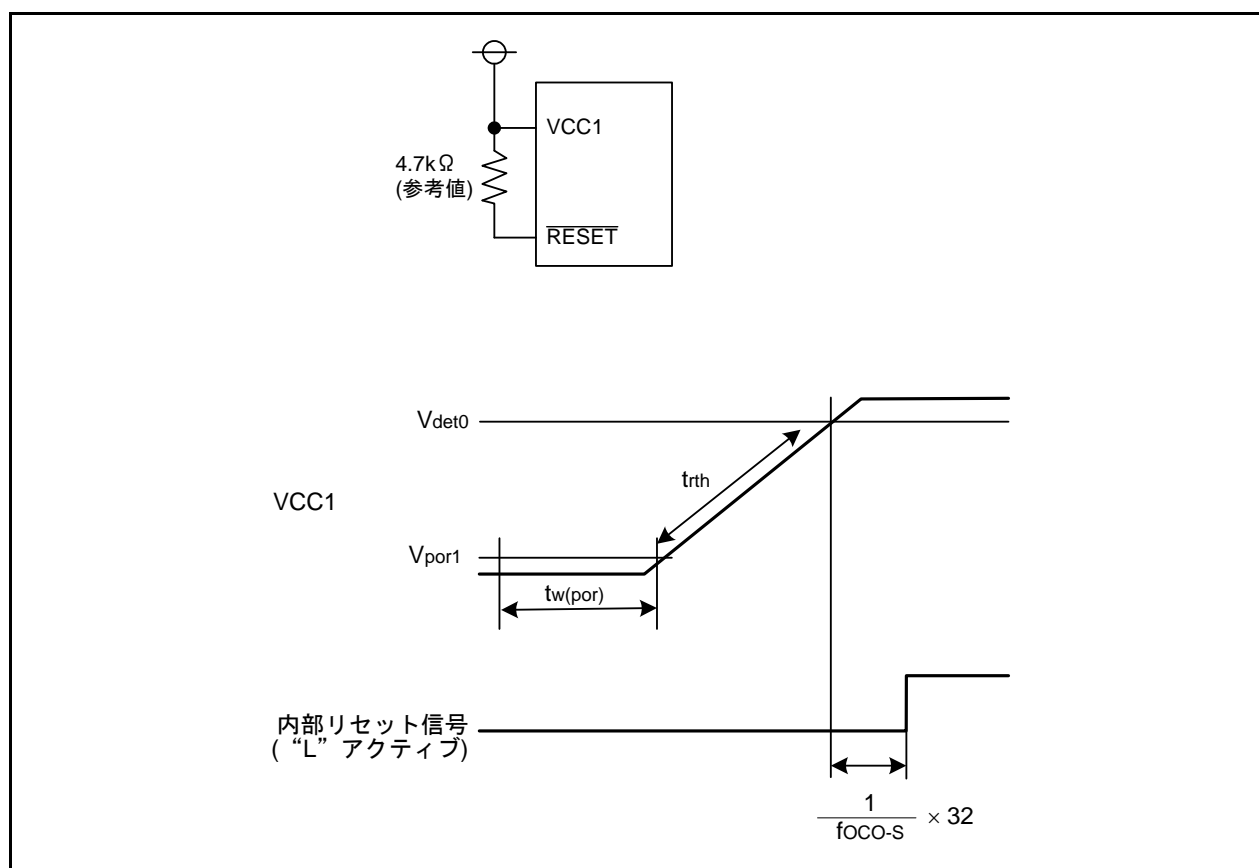 VCC1
4.7kΩ
(参考値)
RESET
Vdet0
trth
VCC1
Vpor1
tw(por)
内部リセット信号
(“L”アクティブ)
1
fOCO-S
× 32